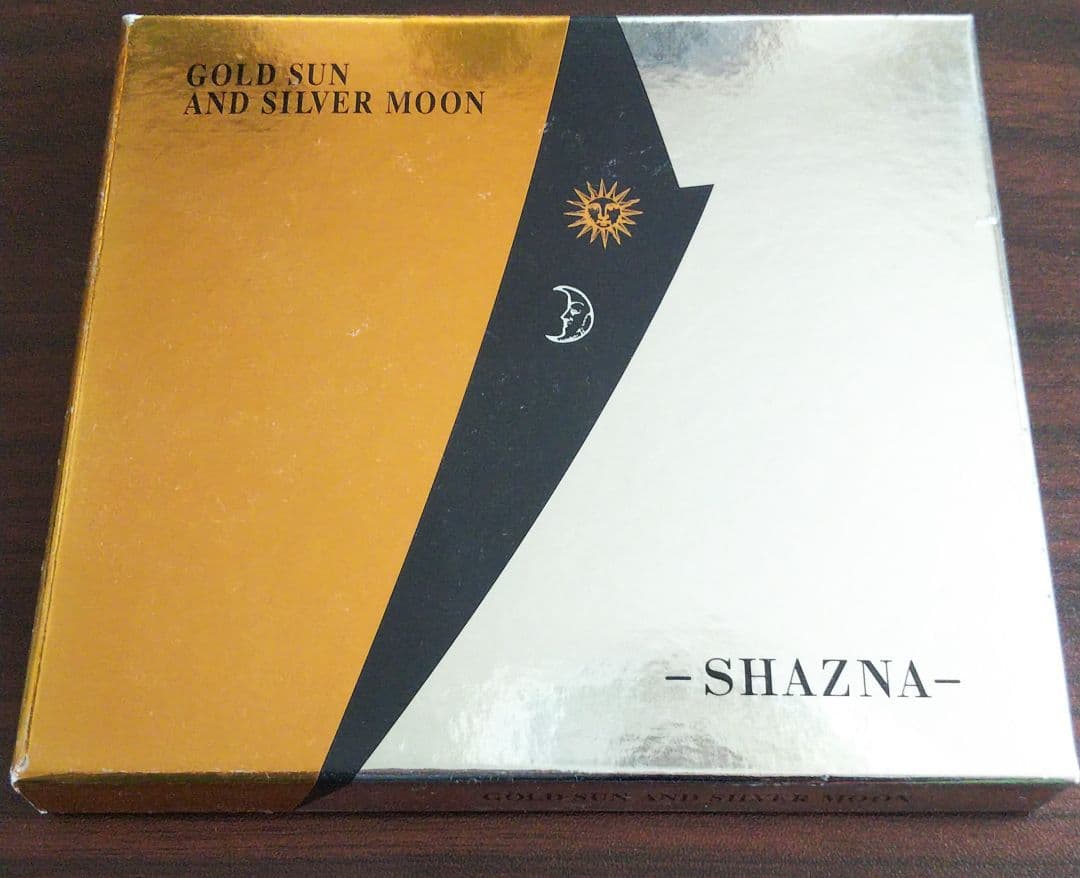 GOLD SUN
AND SILVER MOON
–SHAZNA–
GOLD SUN AND SILVER MOON